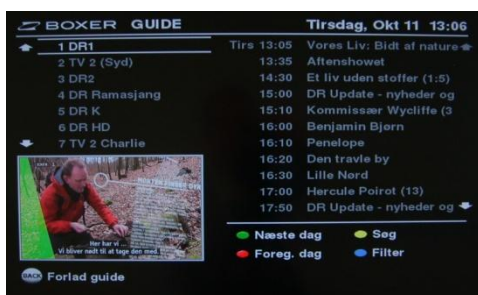 BOXER GUIDE Tirsdag, Okt 11 13:06
1 DR1
2 TV 2 (Syd)
3 DR2
4 DR Ramasjang
5 DR K
6 DR HD
7 TV 2 Charlie
Tirs 13:05 Vores Liv: Bidt af nature
13:35 Aftenshowet
14:30 Et liv uden stoffer (1:5)
15:00 DR Update - nyheder og
15:10 Kommissær Wycliffe (3
16:00 Benjamin Bjørn
16:10 Penelope
16:20 Den travle by
16:30 Lille Nørd
17:00 Hercule Poirot (13)
17:50 DR Update - nyheder og
Her har vi ...
Vi bliver nødt til at tage den med.
Næste dag
Søg
Foreg. dag
Filter
BACK Forlad guide